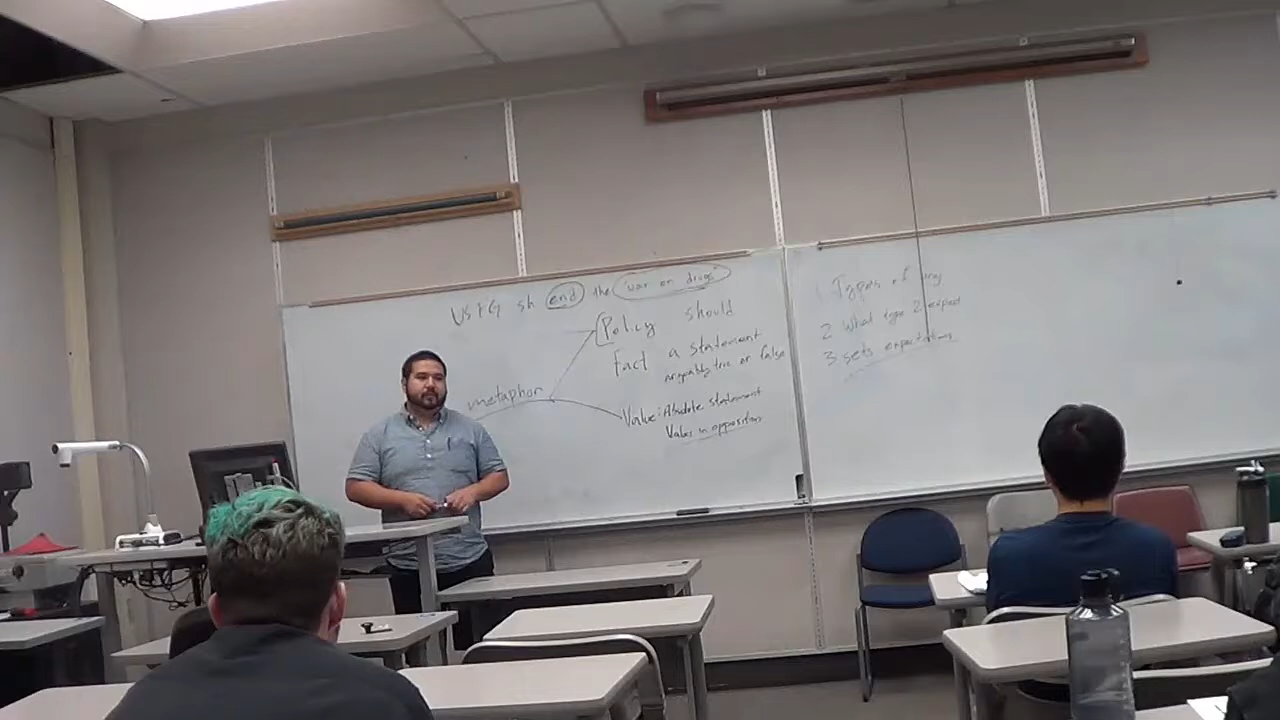 USFG sh end the "war on drugs"
Policy should
fact a statement
arguably true or false
metaphor
Value: Absolute statement
Values in opposition
1 Types of
2 What type 2 expect
3 sets expectations